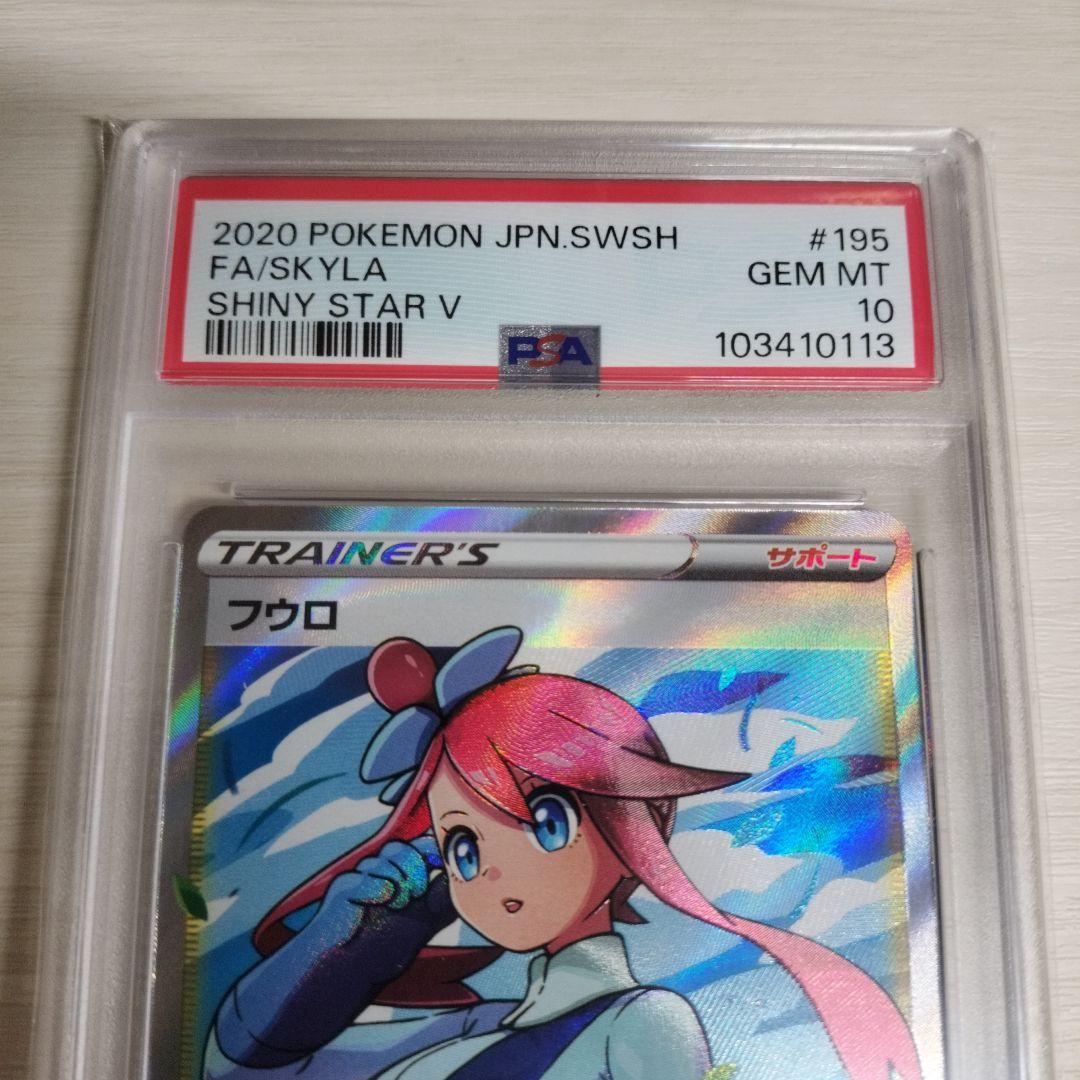 2020 POKEMON JPN.SWSH #195
FA/SKYLA GEM MT
SHINY STAR V 10
PSA 103410113
TRAINER'S サポート
フウロ